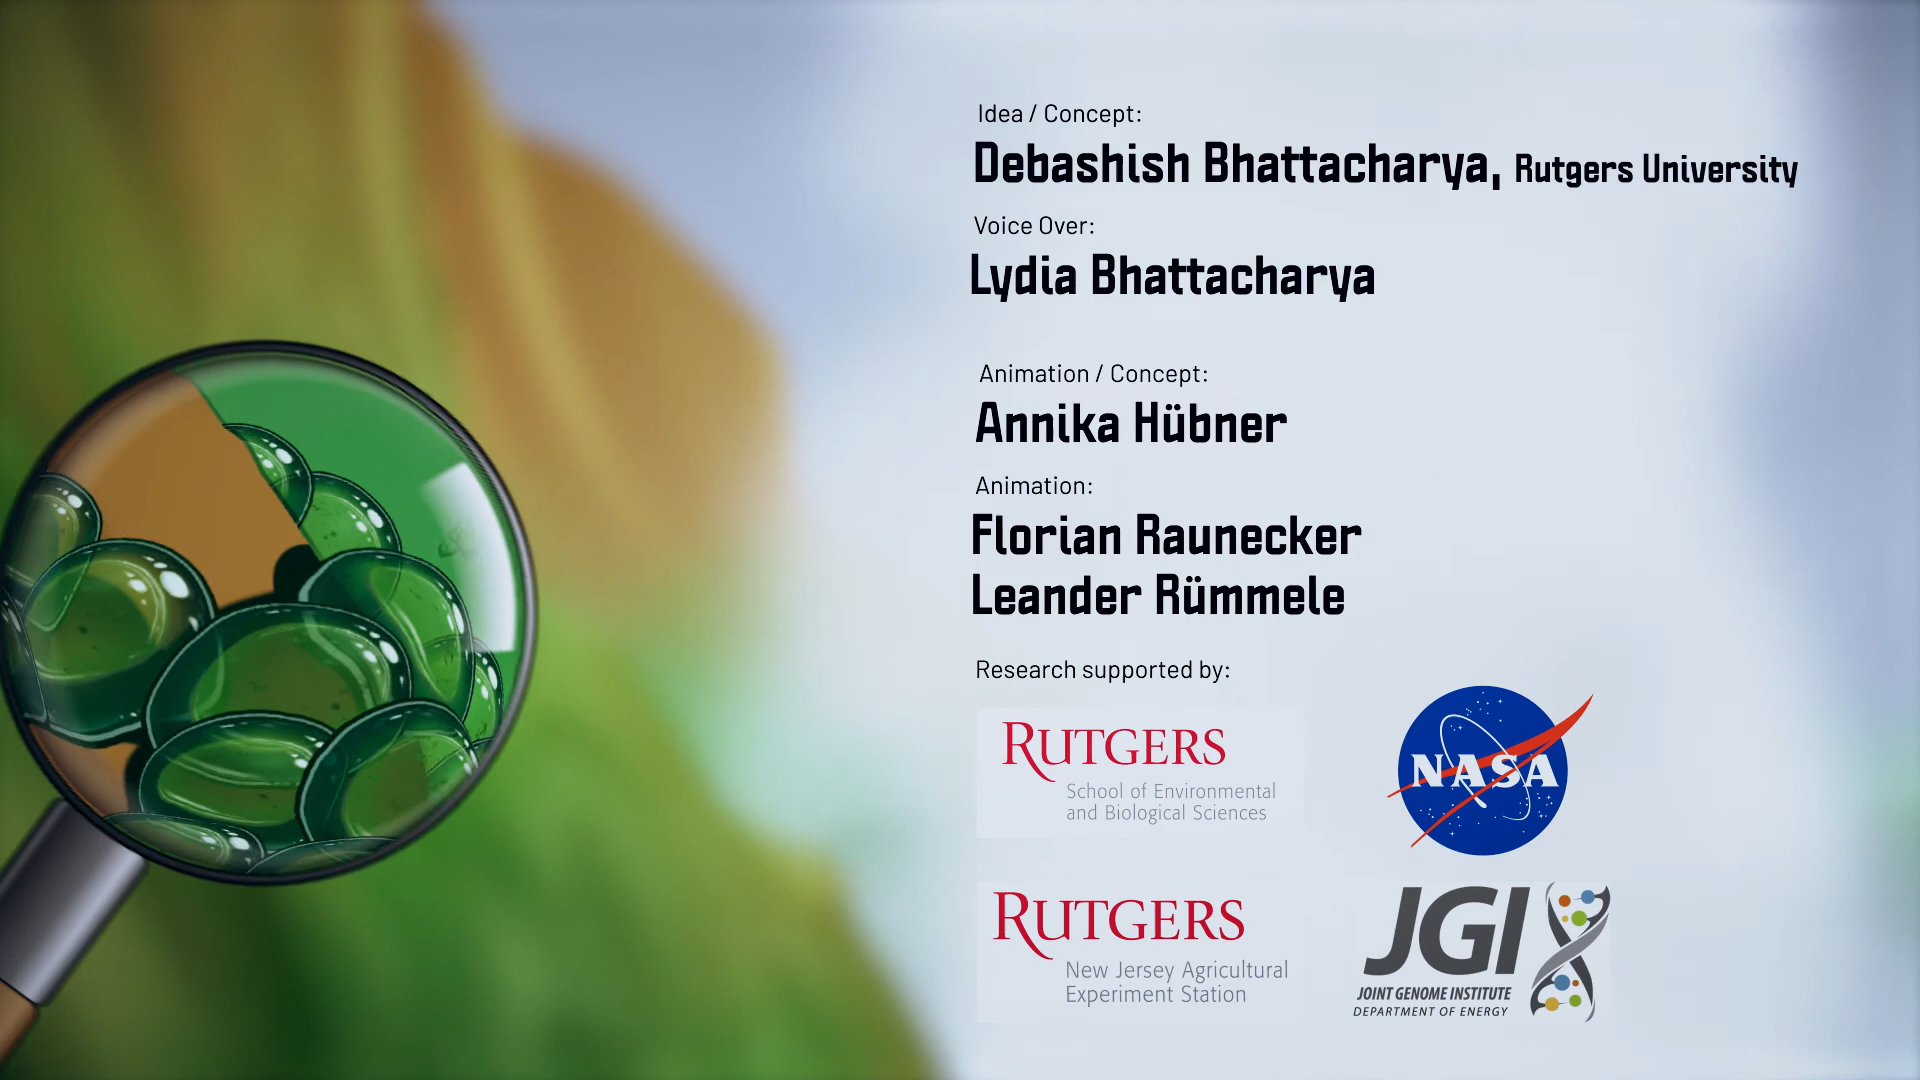 Idea / Concept:
Debashish Bhattacharya, Rutgers University
Voice Over:
Lydia Bhattacharya
Animation / Concept:
Annika Hübner
Animation:
Florian Raunecker
Leander Rümmele
Research supported by:
RUTGERS
School of Environmental
and Biological Sciences
NASA
RUTGERS
New Jersey Agricultural
Experiment Station
JGI
JOINT GENOME INSTITUTE
DEPARTMENT OF ENERGY